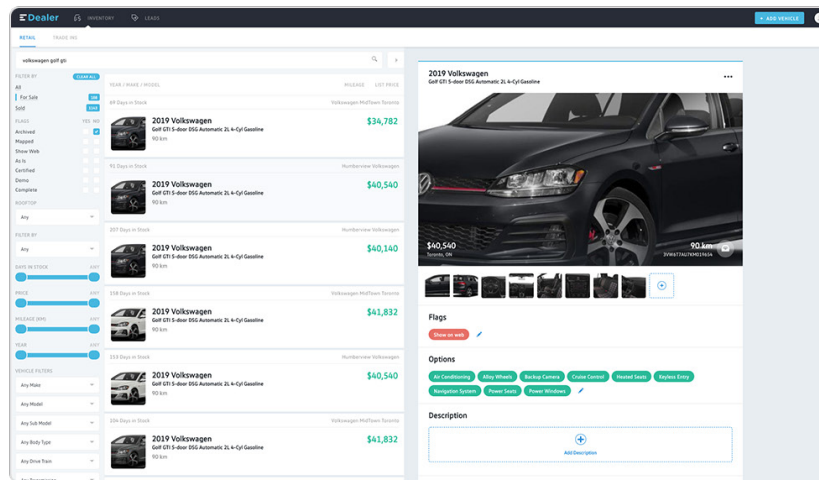 EDealer
INVENTORY
LEADS
+ ADD VEHICLE
RETAIL
TRADE INS
volkswagen golf gti
FILTER BY
CLEAR ALL
All
For Sale
Sold
FLAGS YES NO
Archived
Mapped
Show Web
As Is
Certified
Demo
Complete
ROOFTOP
Any
FILTER BY
Any
DAYS IN STOCK ANY
PRICE ANY
MILEAGE (KM) ANY
YEAR ANY
VEHICLE FILTERS
Any Make
Any Model
Any Sub Model
Any Body Type
Any Drive Train
YEAR / MAKE / MODEL MILEAGE LIST PRICE
69 Days in Stock Volkswagen MidTown Toronto
2019 Volkswagen $34,782
Golf GTI 5-door DSG Automatic 2L 4-Cyl Gasoline
90 km
91 Days in Stock Humberview Volkswagen
2019 Volkswagen $40,540
Golf GTI 5-door DSG Automatic 2L 4-Cyl Gasoline
90 km
207 Days in Stock Humberview Volkswagen
2019 Volkswagen $40,140
Golf GTI 5-door DSG Automatic 2L 4-Cyl Gasoline
90 km
258 Days in Stock Volkswagen MidTown Toronto
2019 Volkswagen $41,832
Golf GTI 5-door DSG Automatic 2L 4-Cyl Gasoline
90 km
253 Days in Stock Humberview Volkswagen
2019 Volkswagen $40,540
Golf GTI 5-door DSG Automatic 2L 4-Cyl Gasoline
90 km
204 Days in Stock Volkswagen MidTown Toronto
2019 Volkswagen $41,832
Golf GTI 5-door DSG Automatic 2L 4-Cyl Gasoline
90 km
2019 Volkswagen
Golf GTI 5-door DSG Automatic 2L 4-Cyl Gasoline
$40,540 90 km
Toronto, ON 3VW6T7AU7KM019654
Flags
Show on web
Options
Air Conditioning Alloy Wheels Backup Camera Cruise Control Heated Seats Keyless Entry
Navigation System Power Seats Power Windows
Description
Add Description